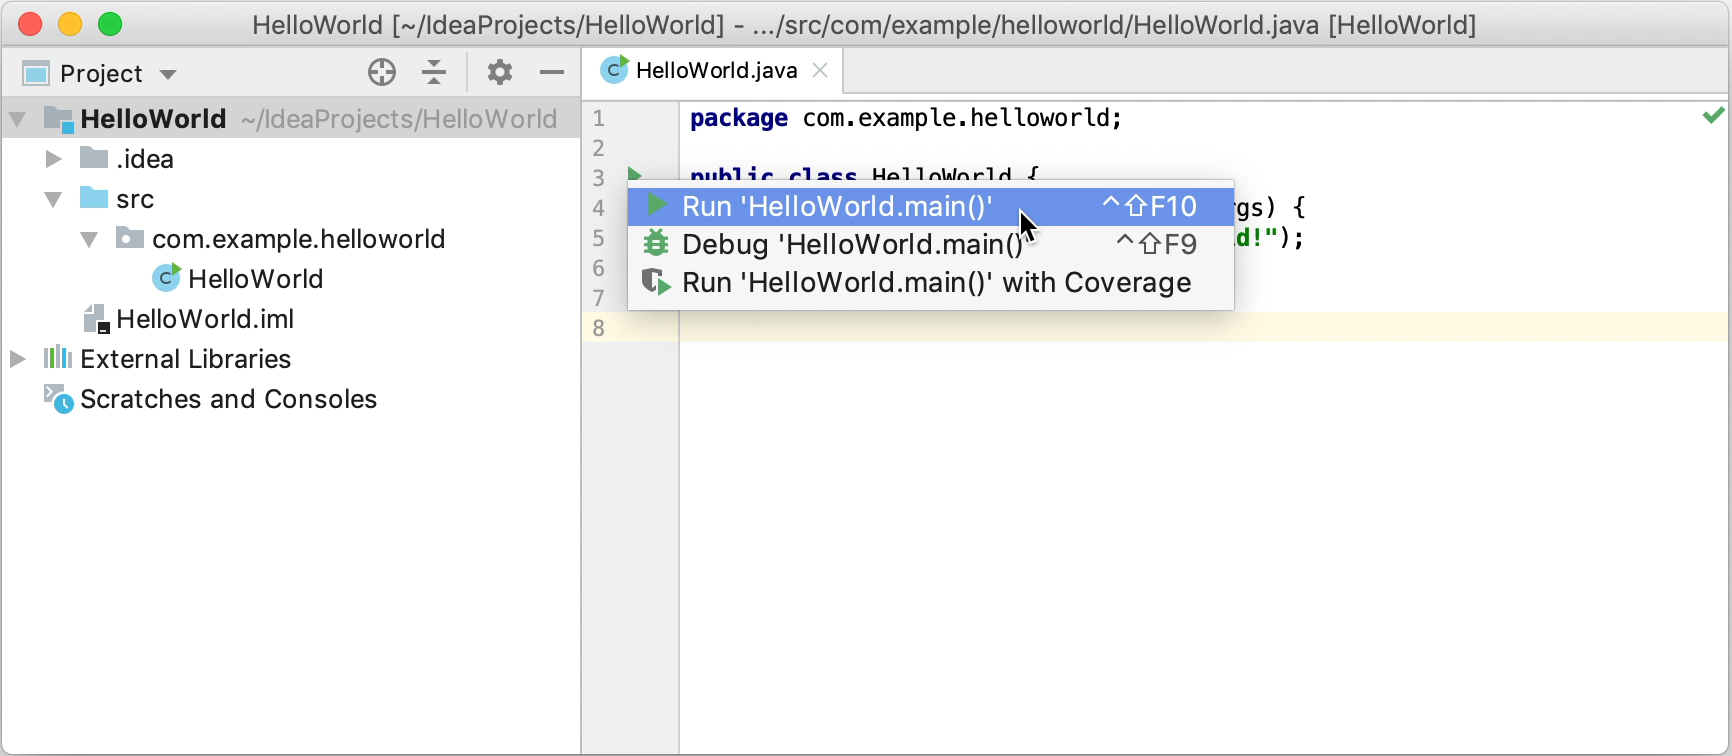 HelloWorld [~/IdeaProjects/HelloWorld] - .../src/com/example/helloworld/HelloWorld.java [HelloWorld]
Project
HelloWorld ~/IdeaProjects/HelloWorld
.idea
src
com.example.helloworld
C HelloWorld
HelloWorld.iml
External Libraries
Scratches and Consoles
C HelloWorld.java
1 package com.example.helloworld;
2
3 public class HelloWorld {
4 gs) {
5 d!");
6
7
8
Run 'HelloWorld.main()' ^⇧F10
Debug 'HelloWorld.main()' ^⇧F9
Run 'HelloWorld.main()' with Coverage